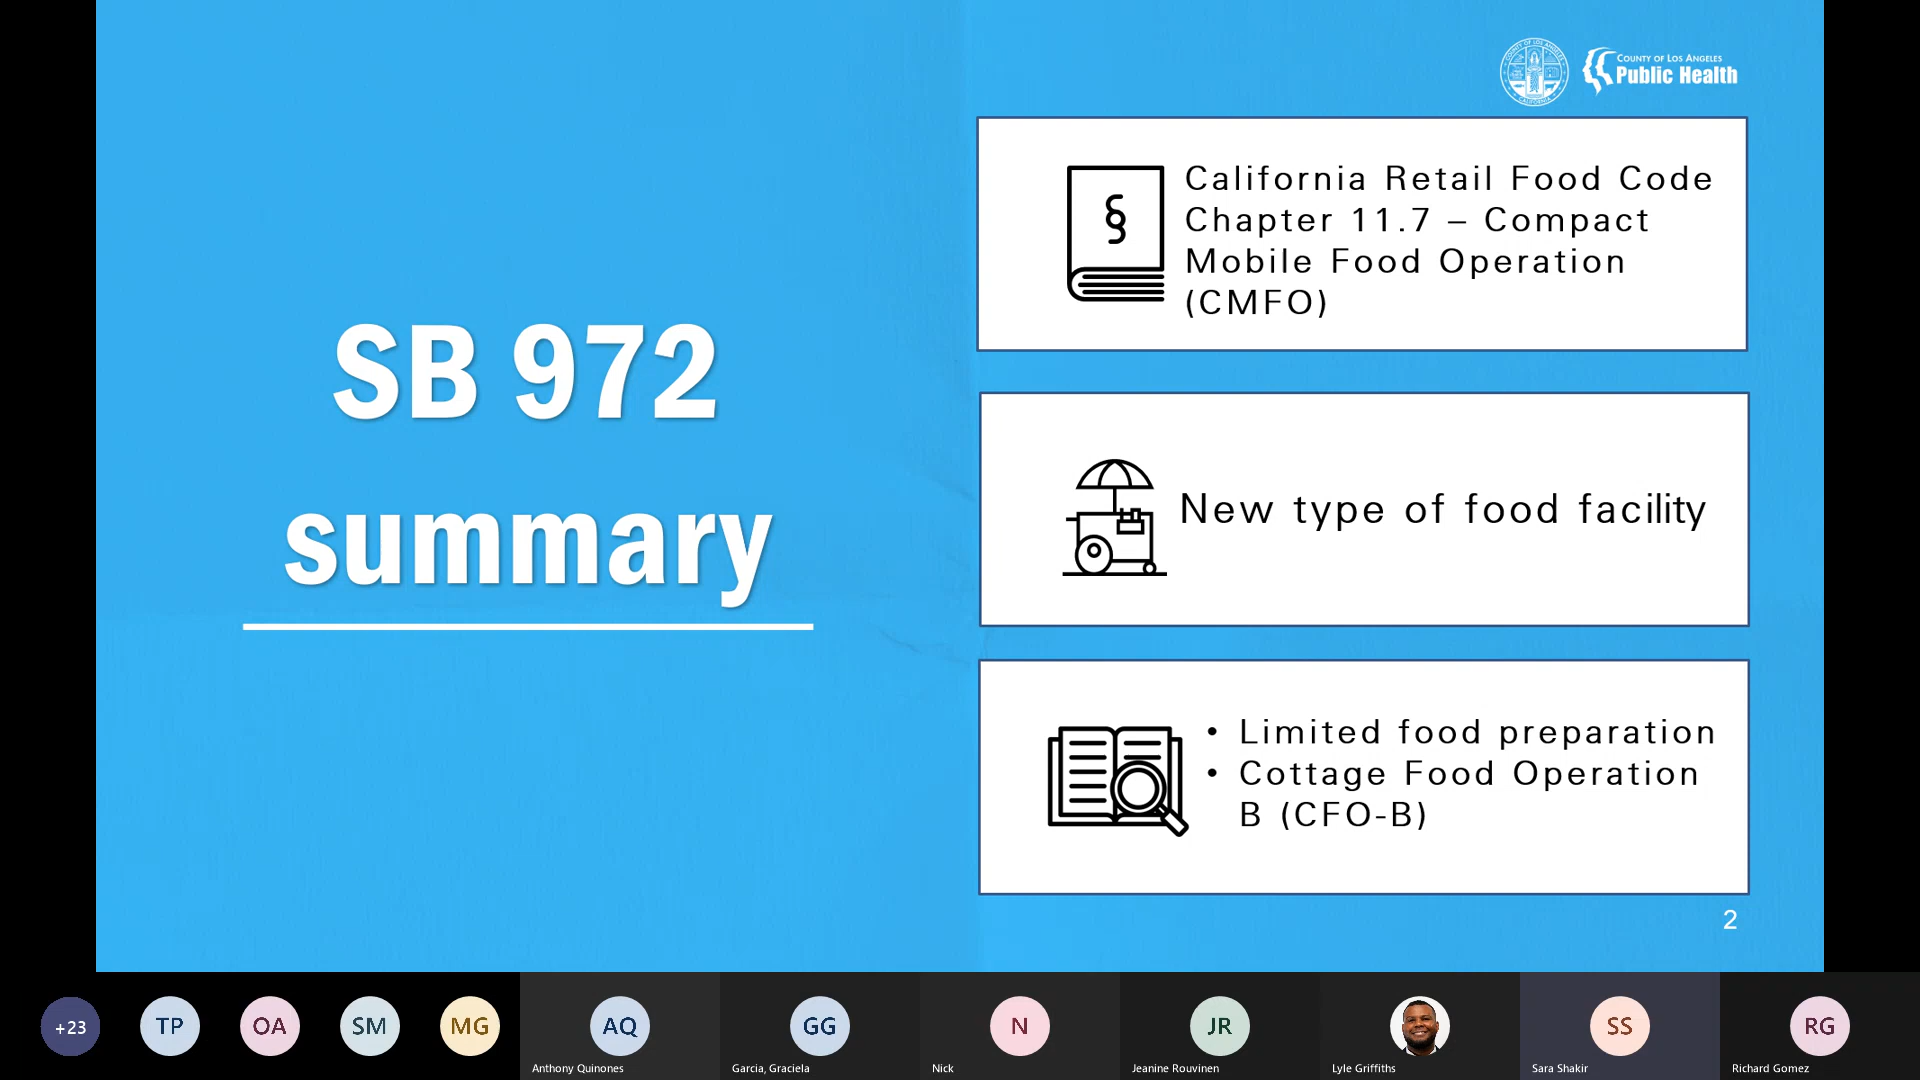 COUNTY OF LOS ANGELES
Public Health
SB 972
summary
§
California Retail Food Code
Chapter 11.7 – Compact
Mobile Food Operation
(CMFO)
New type of food facility
• Limited food preparation
• Cottage Food Operation
B (CFO-B)
2
+23
TP
OA
SM
MG
AQ
Anthony Quinones
GG
Garcia, Graciela
N
Nick
JR
Jeanine Rouvinen
Lyle Griffiths
SS
Sara Shakir
RG
Richard Gomez